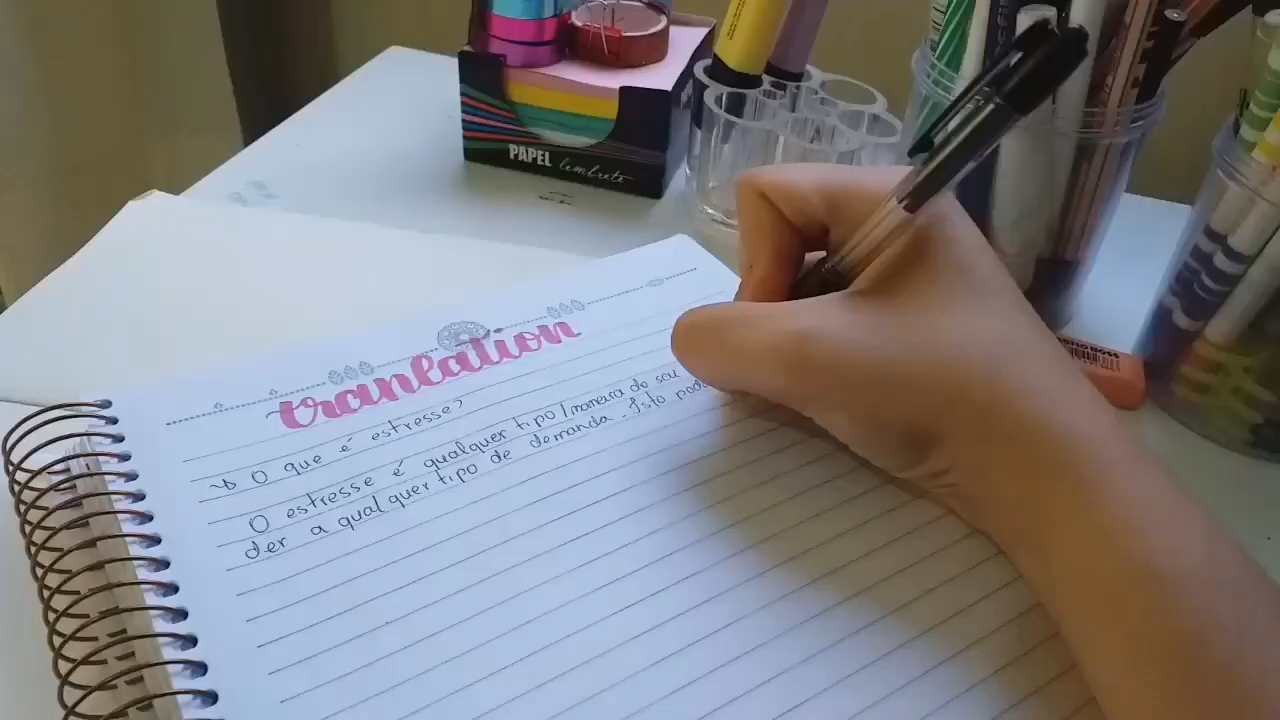 PAPEL
lembrete
tranlation
O que é estresse?
O estresse é qualquer tipo/maneira do seu
der a qualquer tipo de demanda. Isto pode